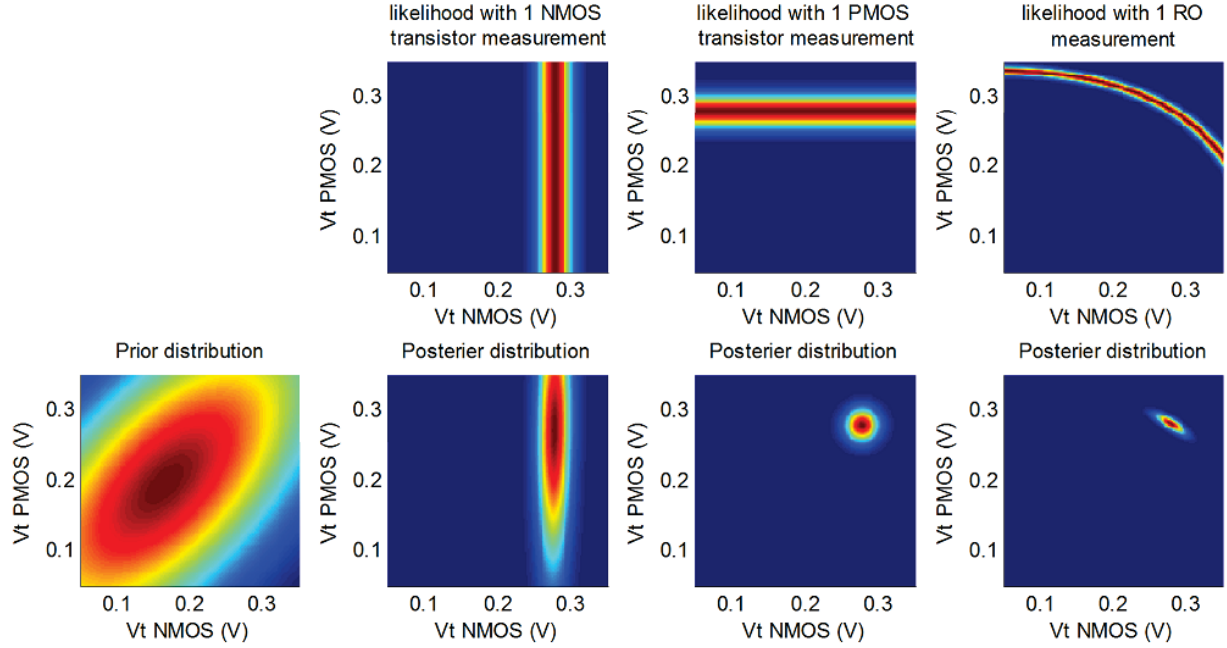 likelihood with 1 NMOS
transistor measurement
likelihood with 1 PMOS
transistor measurement
likelihood with 1 RO
measurement
Vt PMOS (V)
0.3
0.2
0.1
0.1 0.2 0.3
Vt NMOS (V)
Vt PMOS (V)
0.3
0.2
0.1
0.1 0.2 0.3
Vt NMOS (V)
Vt PMOS (V)
0.3
0.2
0.1
0.1 0.2 0.3
Vt NMOS (V)
Prior distribution
Vt PMOS (V)
0.3
0.2
0.1
0.1 0.2 0.3
Vt NMOS (V)
Posterier distribution
Vt PMOS (V)
0.3
0.2
0.1
0.1 0.2 0.3
Vt NMOS (V)
Posterier distribution
Vt PMOS (V)
0.3
0.2
0.1
0.1 0.2 0.3
Vt NMOS (V)
Posterier distribution
Vt PMOS (V)
0.3
0.2
0.1
0.1 0.2 0.3
Vt NMOS (V)